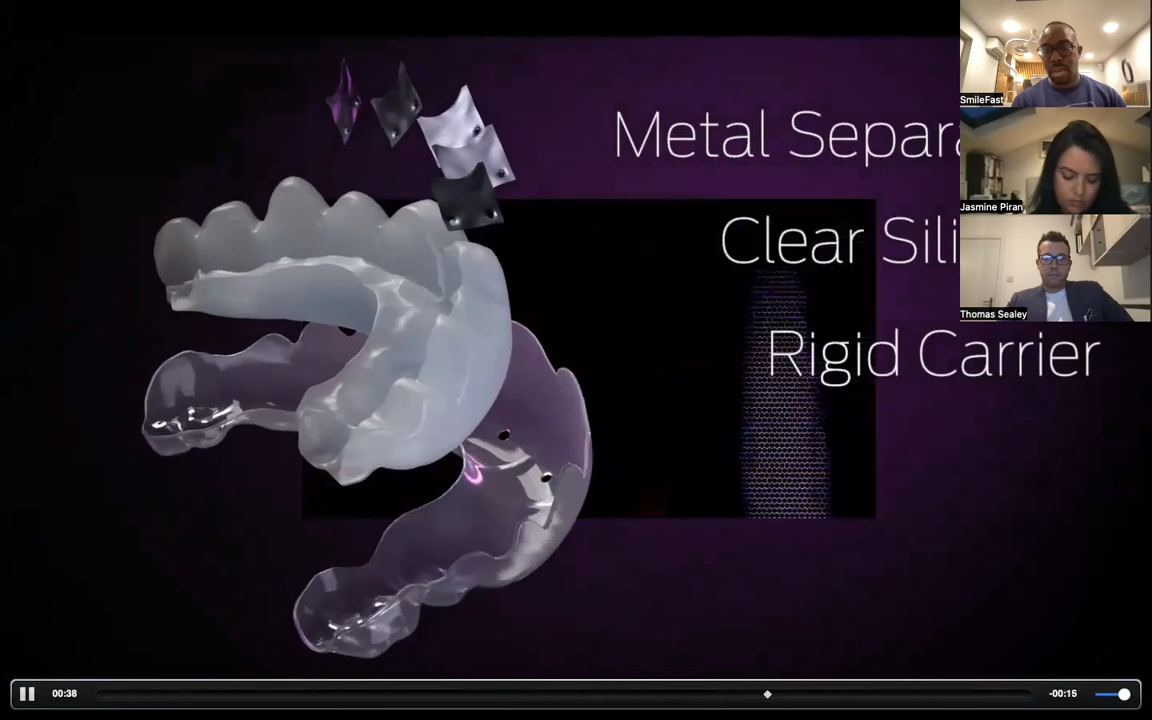 Metal Separa
Clear Sili
Rigid Carrier
SmileFast
Jasmine Piran
Thomas Sealey
00:38
-00:15